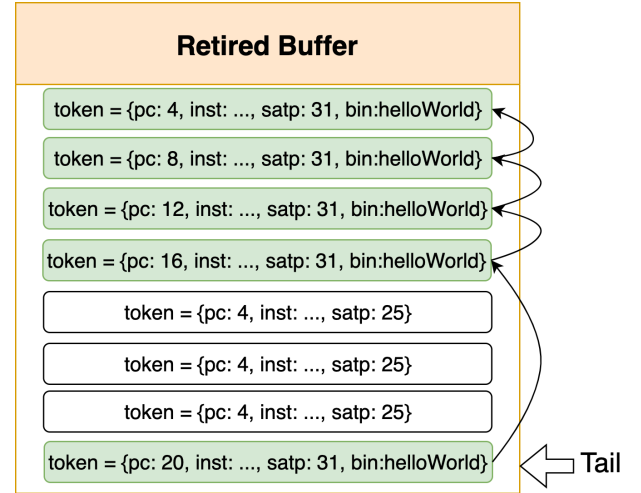 Retired Buffer
token = {pc: 4, inst: ..., satp: 31, bin:helloWorld}
token = {pc: 8, inst: ..., satp: 31, bin:helloWorld}
token = {pc: 12, inst: ..., satp: 31, bin:helloWorld}
token = {pc: 16, inst: ..., satp: 31, bin:helloWorld}
token = {pc: 4, inst: ..., satp: 25}
token = {pc: 4, inst: ..., satp: 25}
token = {pc: 4, inst: ..., satp: 25}
token = {pc: 20, inst: ..., satp: 31, bin:helloWorld}
Tail